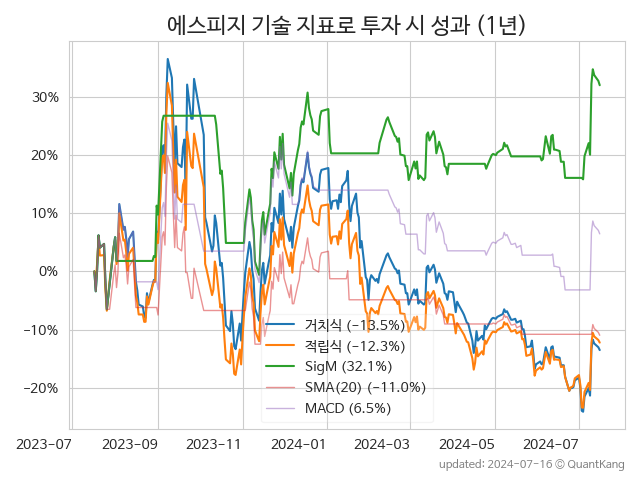 에스피지 기술 지표로 투자 시 성과 (1년)
30%
20%
10%
0%
−10%
−20%
거치식 (−13.5%)
적립식 (−12.3%)
SigM (32.1%)
SMA(20) (−11.0%)
MACD (6.5%)
2023-07
2023-09
2023-11
2024-01
2024-03
2024-05
2024-07
updated: 2024-07-16 © QuantKang